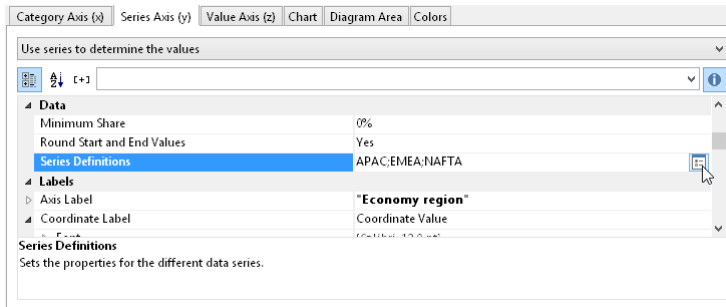 Category Axis {x} Series Axis {y} Value Axis {z} Chart Diagram Area Colors
Use series to determine the values
A Z [+]
Data
Minimum Share 0%
Round Start and End Values Yes
Series Definitions APAC;EMEA;NAFTA
Labels
Axis Label "Economy region"
Coordinate Label Coordinate Value
Series Definitions
Sets the properties for the different data series.